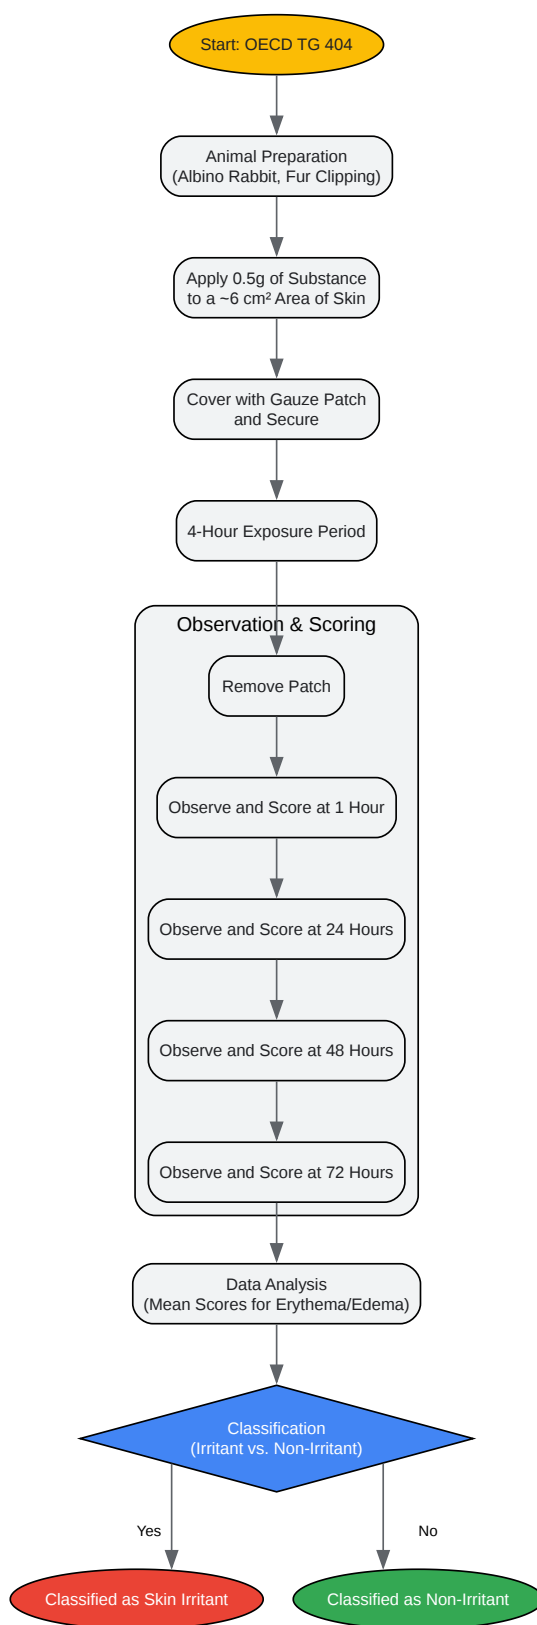 Start: OECD TG 404
Animal Preparation
(Albino Rabbit, Fur Clipping)
Apply 0.5g of Substance
to a ~6 cm² Area of Skin
Cover with Gauze Patch
and Secure
4-Hour Exposure Period
Observation & Scoring
Remove Patch
Observe and Score at 1 Hour
Observe and Score at 24 Hours
Observe and Score at 48 Hours
Observe and Score at 72 Hours
Data Analysis
(Mean Scores for Erythema/Edema)
Classification
(Irritant vs. Non-Irritant)
Yes
No
Classified as Skin Irritant
Classified as Non-Irritant